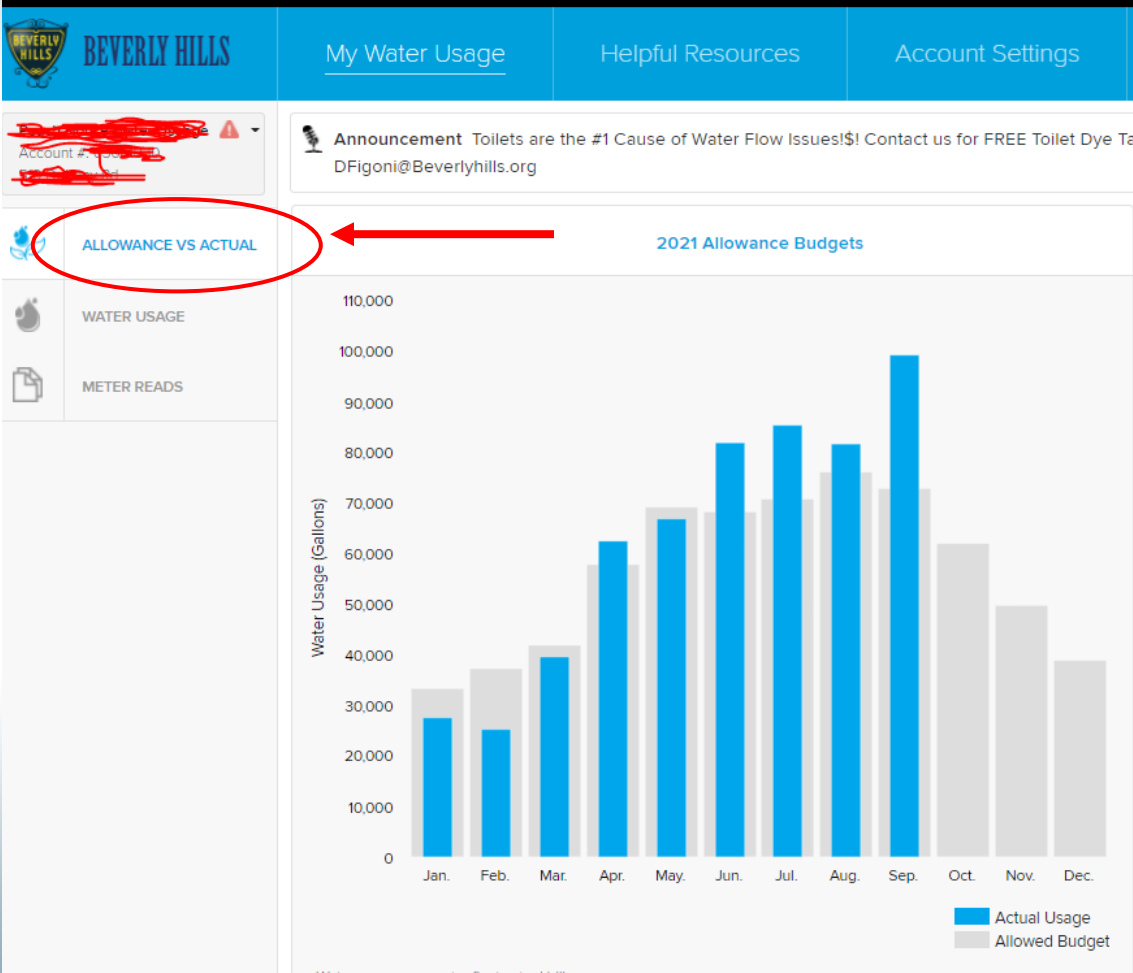 BEVERLY HILLS
BEVERLY HILLS
My Water Usage
Helpful Resources
Account Settings
Account #:
Announcement Toilets are the #1 Cause of Water Flow Issues!$! Contact us for FREE Toilet Dye Ta
DFigoni@Beverlyhills.org
ALLOWANCE VS ACTUAL
WATER USAGE
METER READS
2021 Allowance Budgets
Water Usage (Gallons)
110,000
100,000
90,000
80,000
70,000
60,000
50,000
40,000
30,000
20,000
10,000
0
Jan. Feb. Mar. Apr. May. Jun. Jul. Aug. Sep. Oct. Nov. Dec.
Actual Usage
Allowed Budget